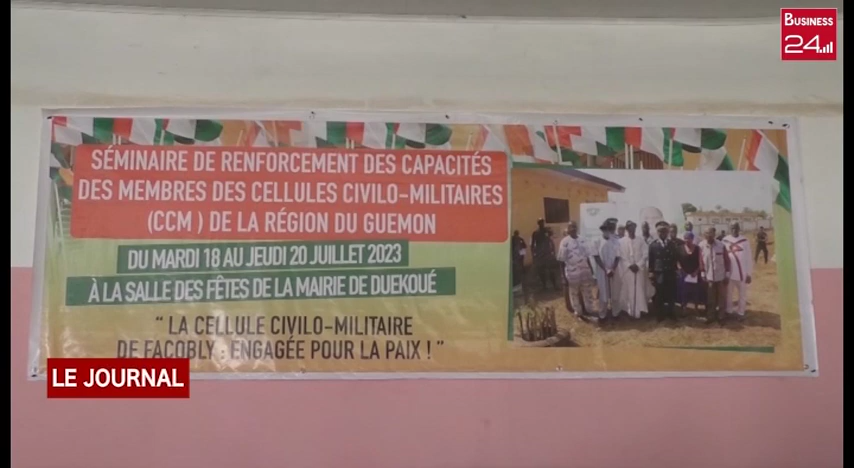 BUSINESS
24
SÉMINAIRE DE RENFORCEMENT DES CAPACITÉS
DES MEMBRES DES CELLULES CIVILO-MILITAIRES
(CCM ) DE LA RÉGION DU GUEMON
DU MARDI 18 AU JEUDI 20 JUILLET 2023
À LA SALLE DES FÊTES DE LA MAIRIE DE DUEKOUÉ
“ LA CELLULE CIVILO-MILITAIRE
DE FACOBLY : ENGAGÉE POUR LA PAIX ! ”
LE JOURNAL